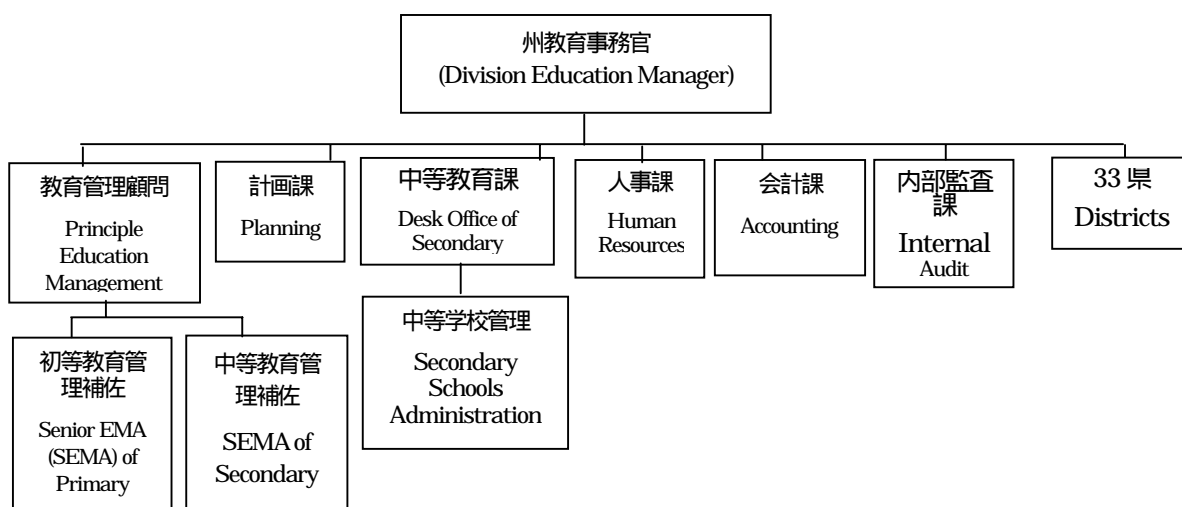 州教育事務官
(Division Education Manager)
教育管理顧問
Principle
Education
Management
計画課
Planning
中等教育課
Desk Office of
Secondary
人事課
Human
Resources
会計課
Accounting
内部監査
課
Internal
Audit
33 県
Districts
初等教育管
理補佐
Senior EMA
(SEMA) of
Primary
中等教育管
理補佐
SEMA of
Secondary
中等学校管理
Secondary
Schools
Administration